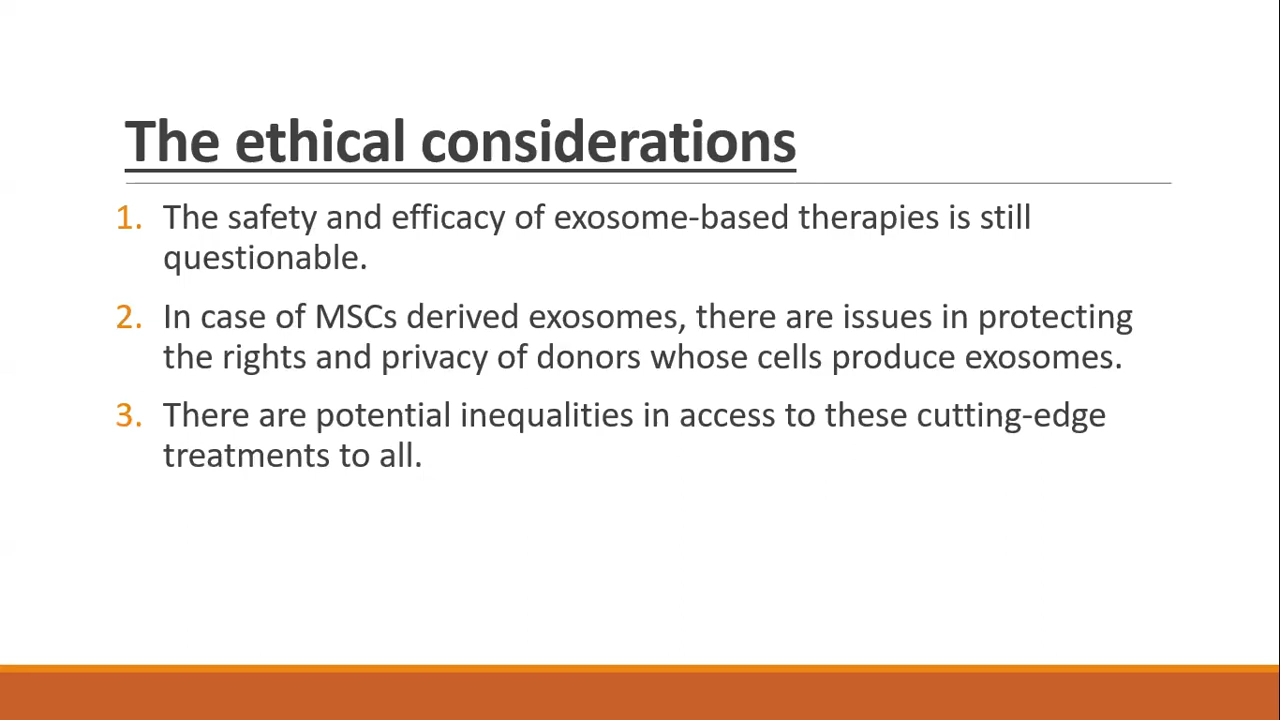 The ethical considerations
1. The safety and efficacy of exosome-based therapies is still
questionable.
2. In case of MSCs derived exosomes, there are issues in protecting
the rights and privacy of donors whose cells produce exosomes.
3. There are potential inequalities in access to these cutting-edge
treatments to all.